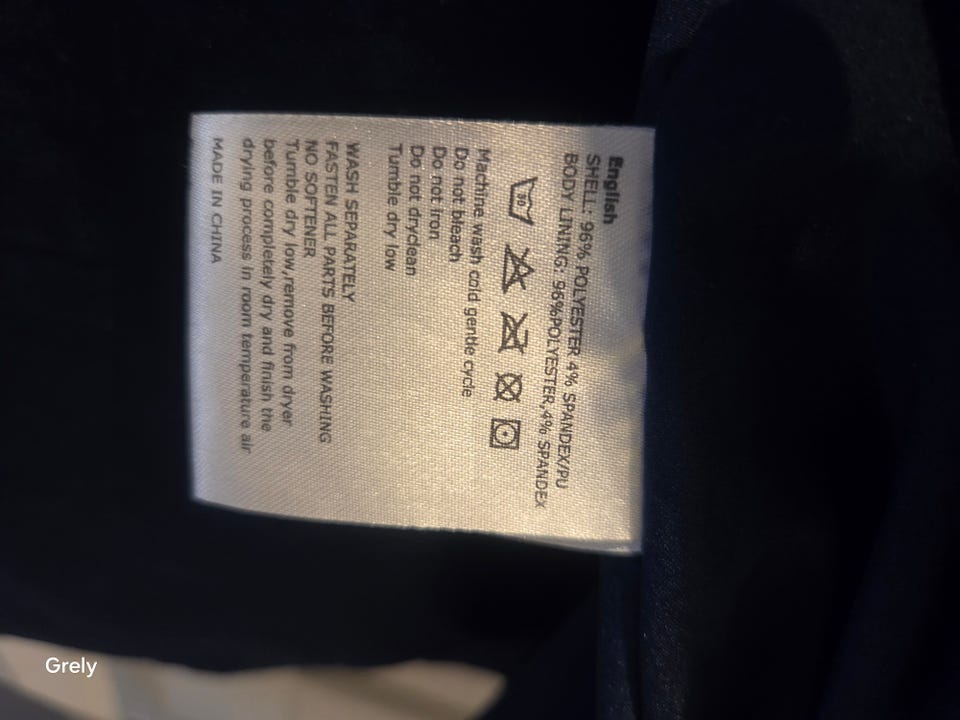 English
SHELL: 96% POLYESTER 4% SPANDEX/PU
BODY LINING: 96%POLYESTER,4% SPANDEX
30
Machine wash cold gentle cycle
Do not bleach
Do not iron
Do not dryclean
Tumble dry low
WASH SEPARATELY
FASTEN ALL PARTS BEFORE WASHING
NO SOFTENER
Tumble dry low,remove from dryer
before completely dry and finish the
drying process in room temperature air
MADE IN CHINA
Grely